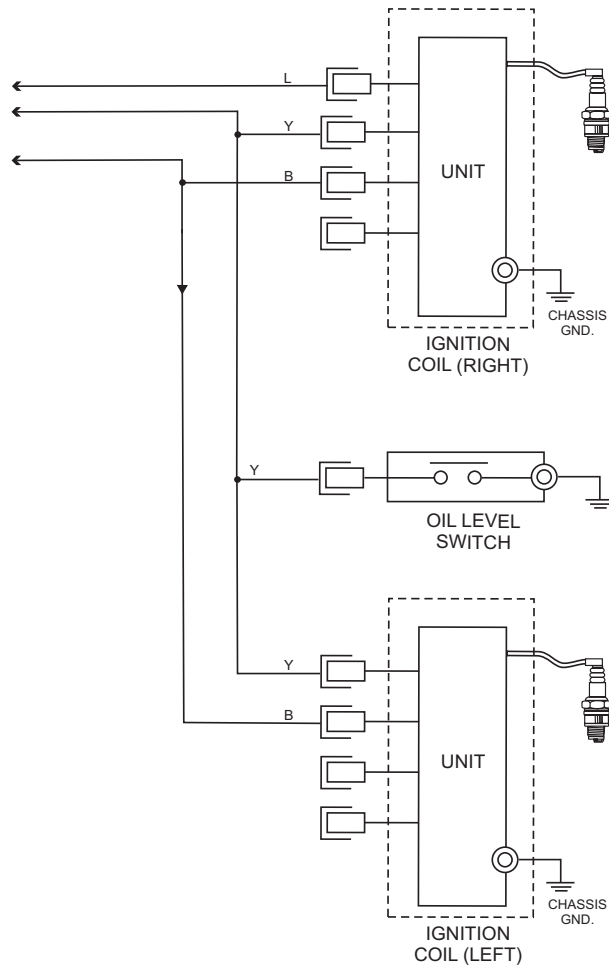 L
Y
B
UNIT
CHASSIS
GND.
IGNITION
COIL (RIGHT)
Y
OIL LEVEL
SWITCH
Y
B
UNIT
CHASSIS
GND.
IGNITION
COIL (LEFT)